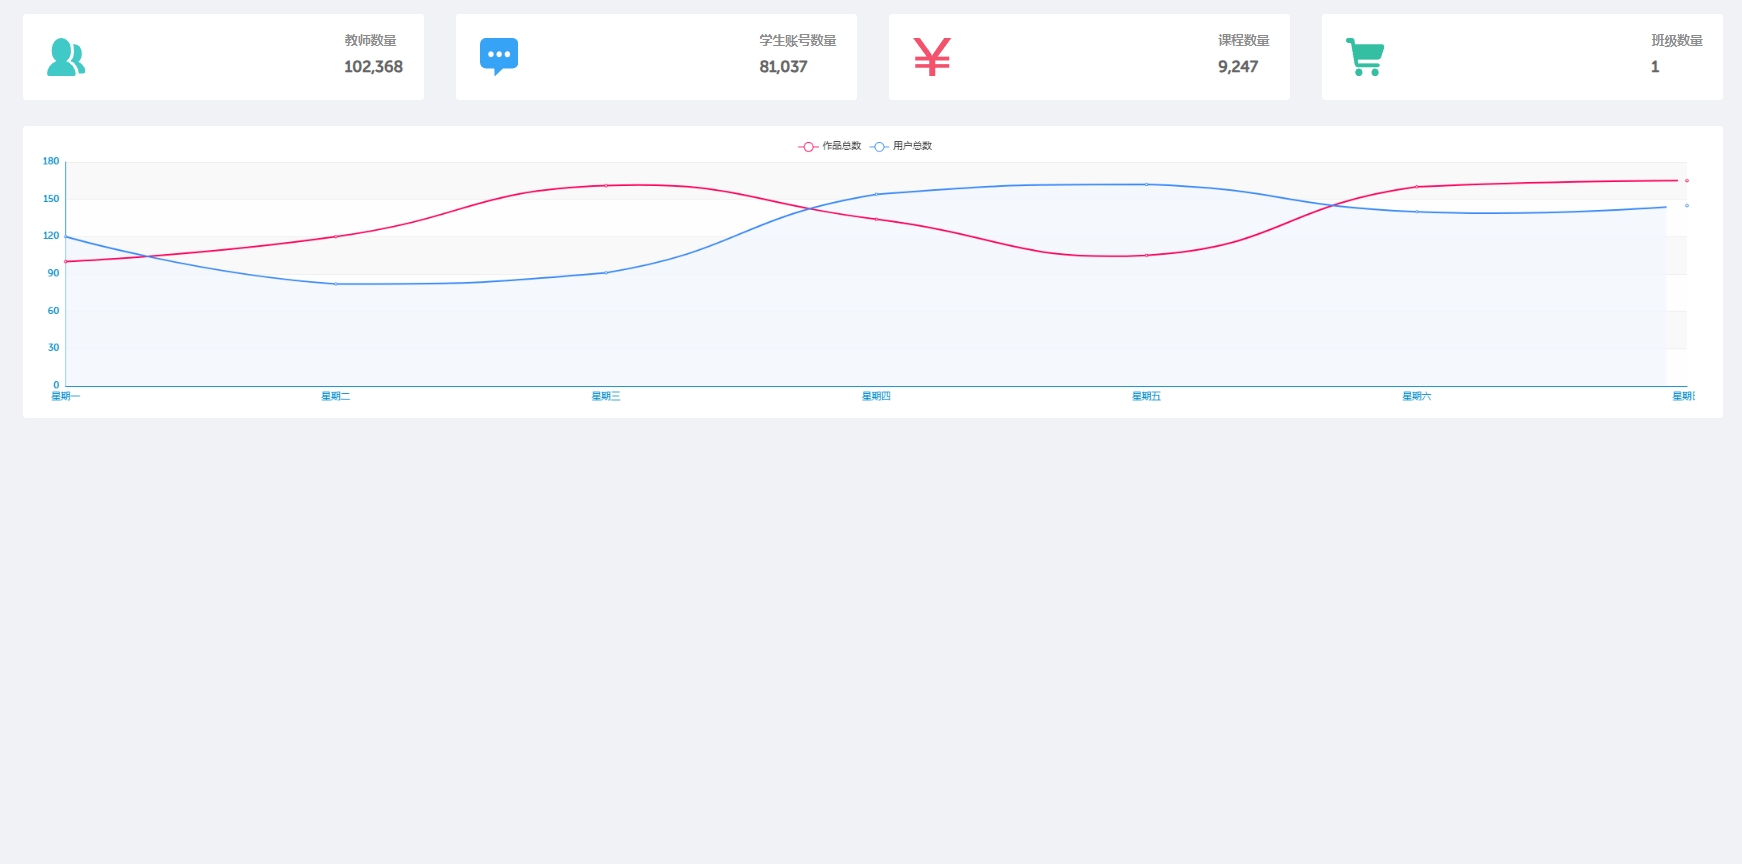 教师数量
102,368
学生账号数量
81,037
课程数量
9,247
班级数量
1
作品总数 用户总数
180
150
120
90
60
30
0
星期一 星期二 星期三 星期四 星期五 星期六 星期